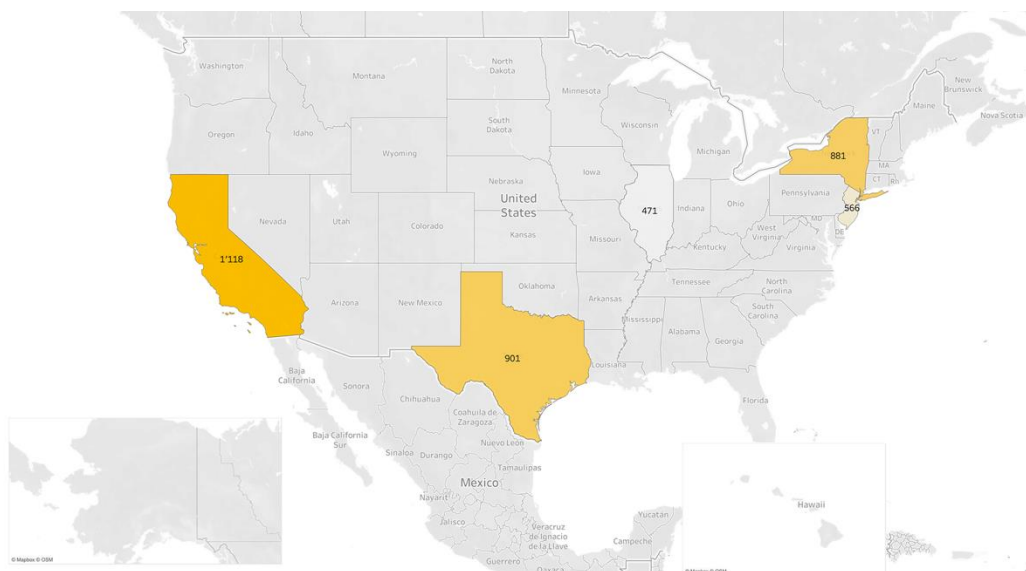 Washington
Montana
North
Dakota
Minnesota
New
Brunswick
Maine
Nova Scotia
Oregon
Idaho
South
Dakota
Wisconsin
Michigan
VT
881
MA
Wyoming
CT
RI
Iowa
Nebraska
Pennsylvania
United
States
471
Indiana
Ohio
566
Nevada
Utah
Colorado
Kansas
Missouri
MD
DE
West
Virginia
Virginia
Kentucky
1'118
Arizona
New Mexico
Oklahoma
Arkansas
Tennessee
North
Carolina
South
Carolina
Mississippi
Alabama
Georgia
901
Louisiana
Baja
California
Sonora
Chihuahua
Florida
Coahuila de
Zaragoza
Baja California
Sur
Nuevo León
Sinaloa
Durango
Tamaulipas
Mexico
Nayarit
Hawaii
Jalisco
Veracruz
de Ignacio
de la Llave
Yucatán
Campeche
Guerrero
Oaxaca
© Mapbox © OSM
© Mapbox © OSM